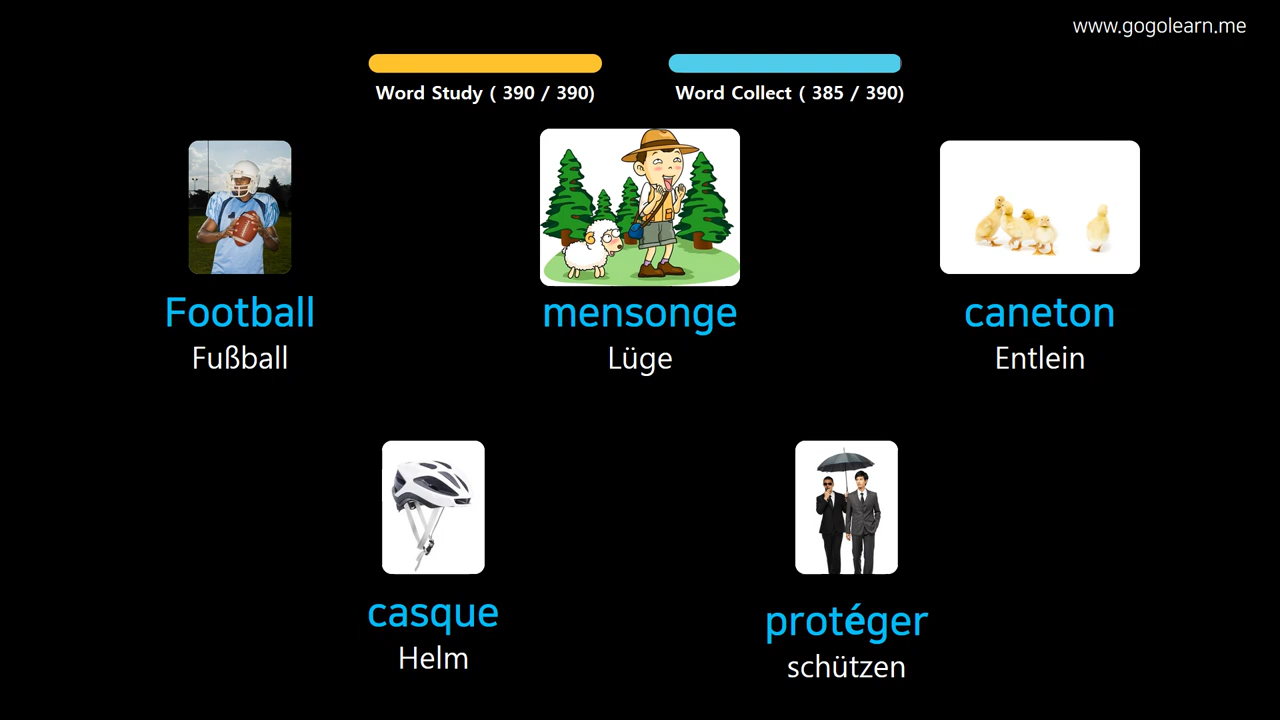 www.gogolearn.me
Word Study ( 390 / 390)
Word Collect ( 385 / 390)
Football
Fußball
mensonge
Lüge
caneton
Entlein
casque
Helm
protéger
schützen